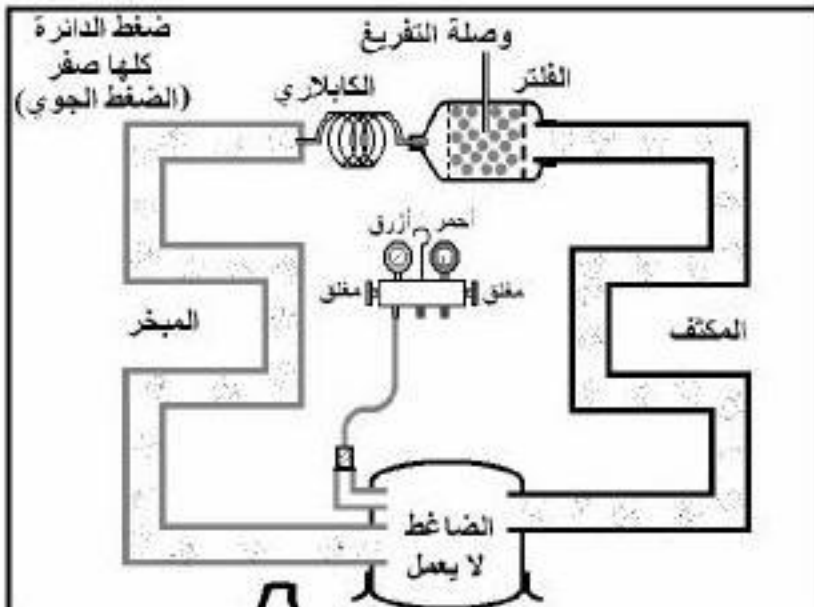 ضغط الدائرة
كلها صفر
(الضغط الجوي)
وصلة التفريغ
الفلتر
الكابلاري
أحمر
أزرق
مغلق
مغلق
المكثف
المبخر
الضاغط
لا يعمل